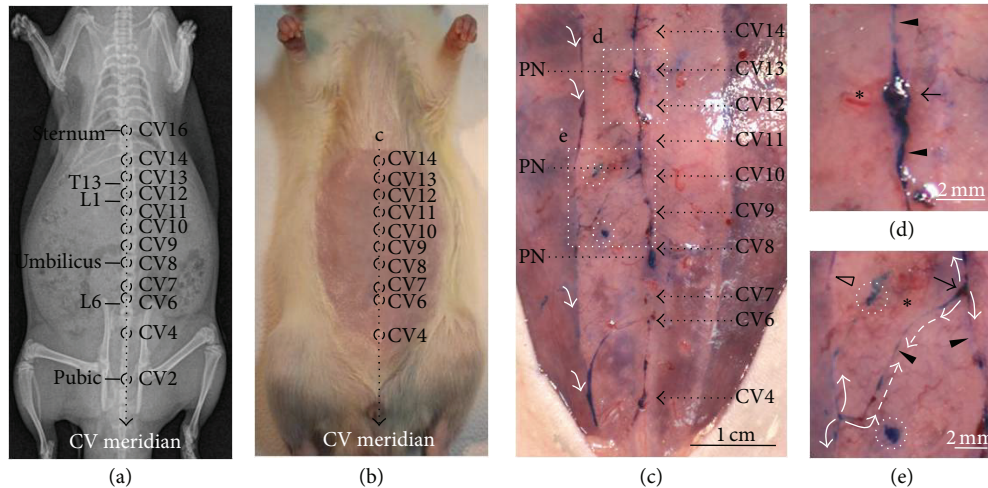 Sternum
CV16
CV14
T13
CV13
CV12
L1
CV11
CV10
CV9
Umbilicus
CV8
CV7
L6
CV6
CV4
Pubic
CV2
CV meridian
(a)
c
CV14
CV13
CV12
CV11
CV10
CV9
CV8
CV7
CV6
CV4
CV meridian
(b)
d
CV14
PN
CV13
CV12
e
CV11
PN
CV10
CV9
PN
CV8
CV7
CV6
CV4
1 cm
(c)
*
2 mm
(d)
*
2 mm
(e)